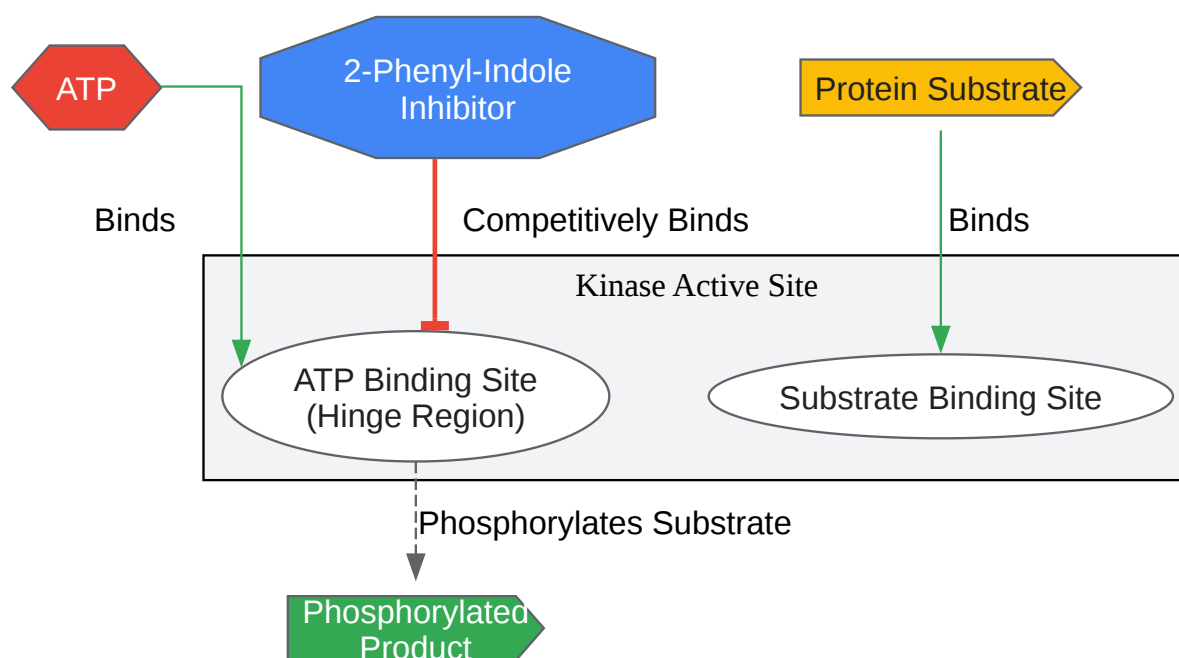 ATP
2-Phenyl-Indole
Inhibitor
Protein Substrate
Binds
Competitively Binds
Binds
Kinase Active Site
ATP Binding Site
(Hinge Region)
Substrate Binding Site
Phosphorylates Substrate
Phosphorylated
Product